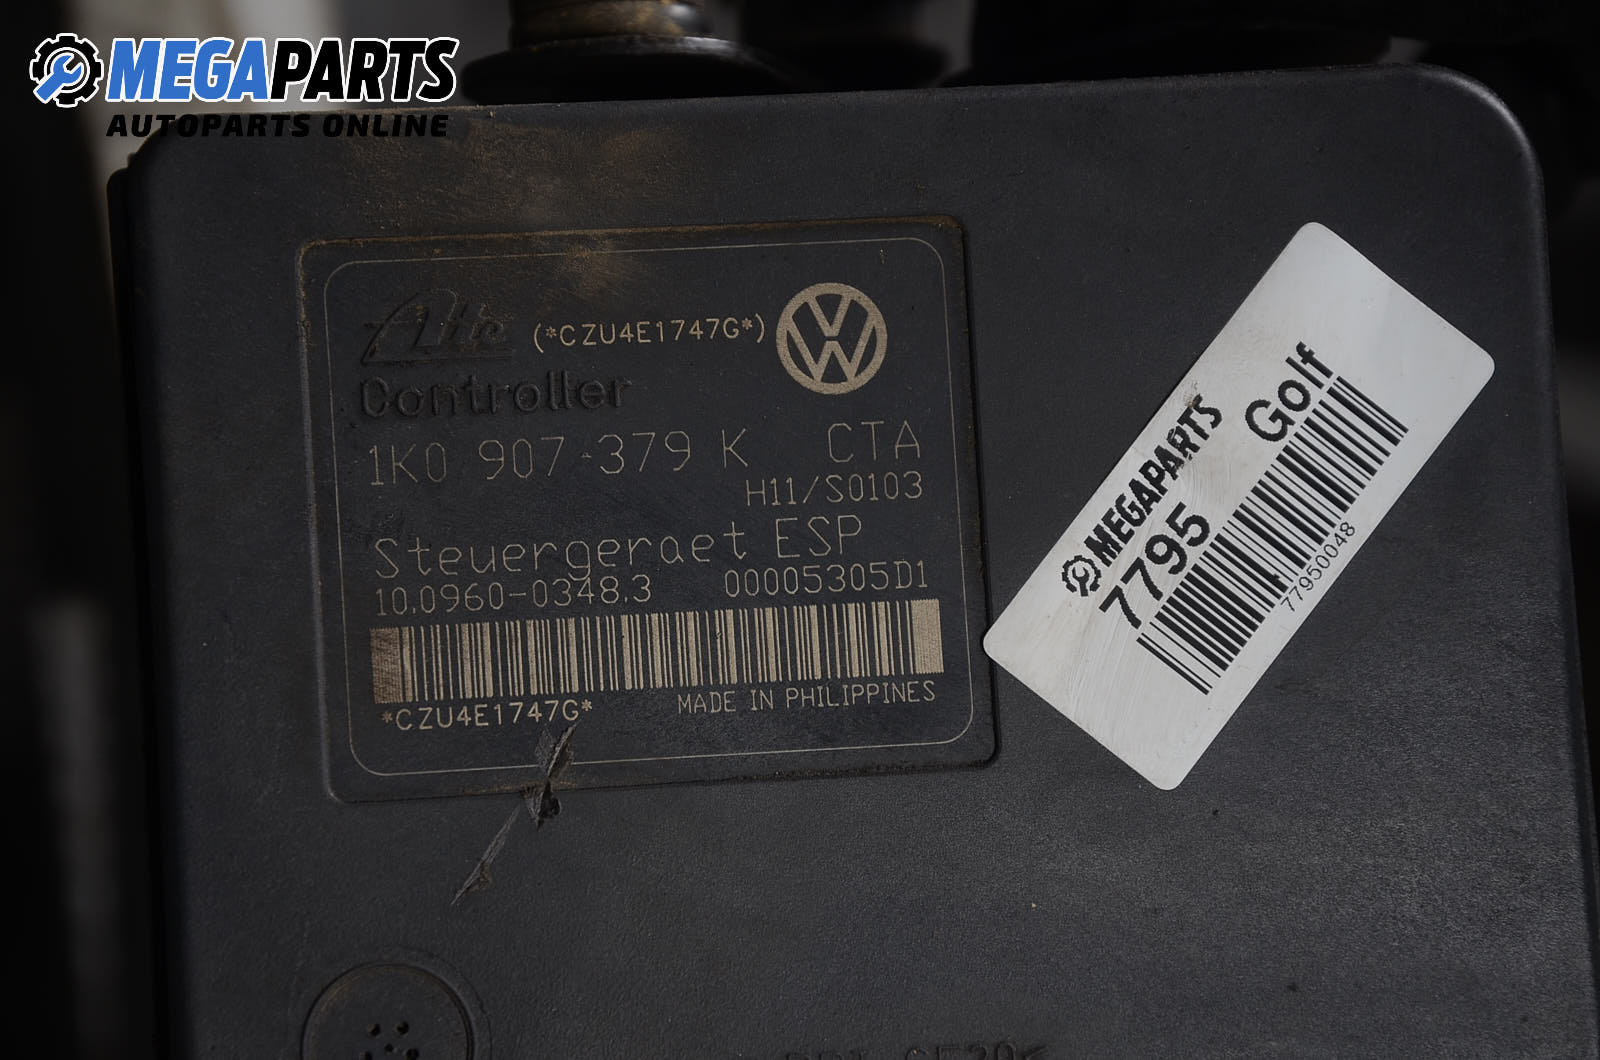 MEGAPARTS
AUTOPARTS ONLINE
Ate (*CZU4E1747G*)
Controller
1K0 907 379 K CTA
H11/S0103
Steuergeraet ESP
10.0960-0348.3 00005305D1
*CZU4E1747G*
MADE IN PHILIPPINES
MEGAPARTS
7795 Golf
77950048